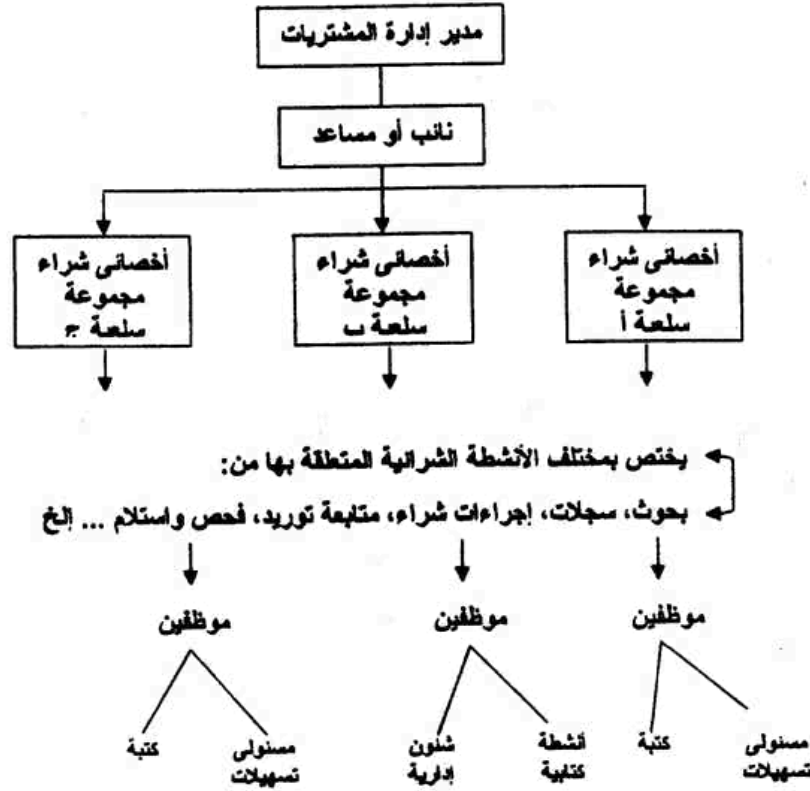 مدير إدارة المشتريات
نائب أو مساعد
أخصائى شراء
مجموعة
سلعة أ
أخصائى شراء
مجموعة
سلعة ب
أخصائى شراء
مجموعة
سلعة ج
يختص بمختلف الأنشطة الشرائية المتعلقة بها من:
بحوث، سجلات، إجراءات شراء، متابعة توريد، فحص واستلام ... إلخ
موظفين
موظفين
موظفين
مسئولى
تسهيلات
كتبة
أنشطة
كتابية
شئون
إدارية
مسئولى
تسهيلات
كتبة